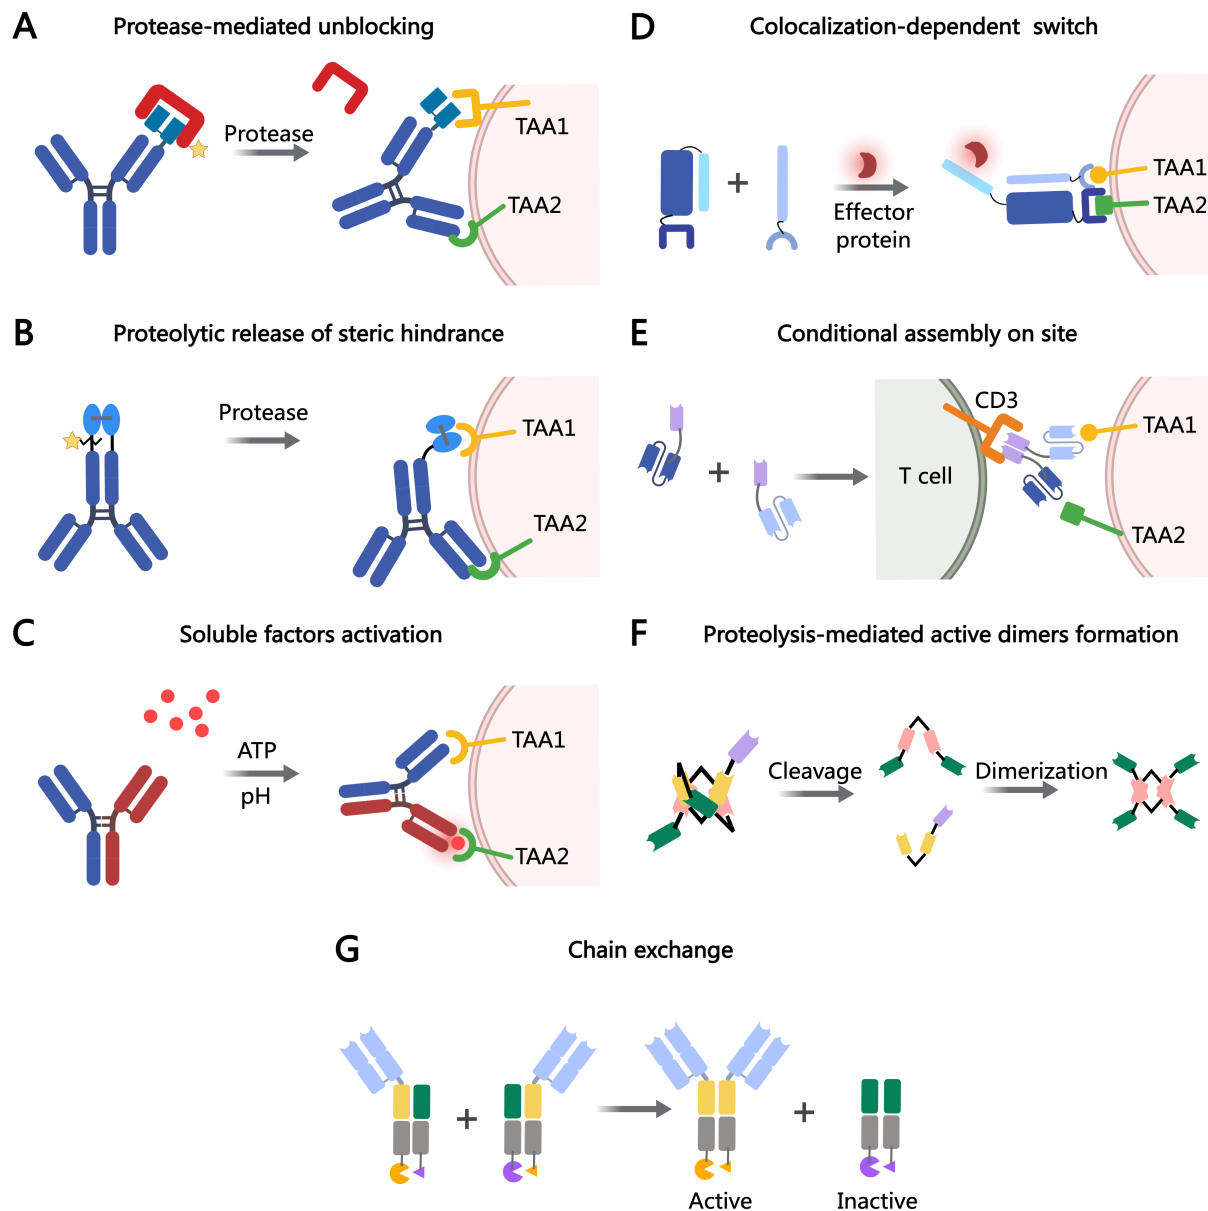 A Protease-mediated unblocking
Protease
TAA1
TAA2
B Proteolytic release of steric hindrance
Protease
TAA1
TAA2
C Soluble factors activation
ATP
pH
TAA1
TAA2
D Colocalization-dependent switch
Effector
protein
TAA1
TAA2
E Conditional assembly on site
CD3
T cell
TAA1
TAA2
F Proteolysis-mediated active dimers formation
Cleavage
Dimerization
G Chain exchange
Active
Inactive